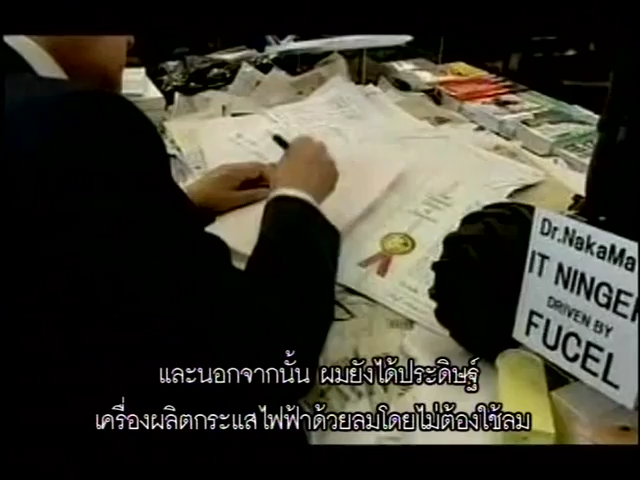 Dr.NakaMa
IT NINGE
DRIVEN BY
FUCEL
และนอกจากนั้น ผมยังได้ประดิษฐ์
เครื่องผลิตกระแสไฟฟ้าด้วยลมโดยไม่ต้องใช้ลม